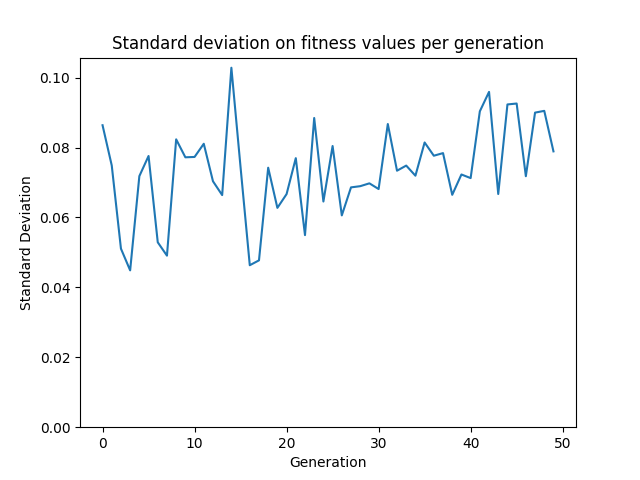 Standard deviation on fitness values per generation
0.10
0.08
0.06
0.04
0.02
0.00
Standard Deviation
0 10 20 30 40 50
Generation